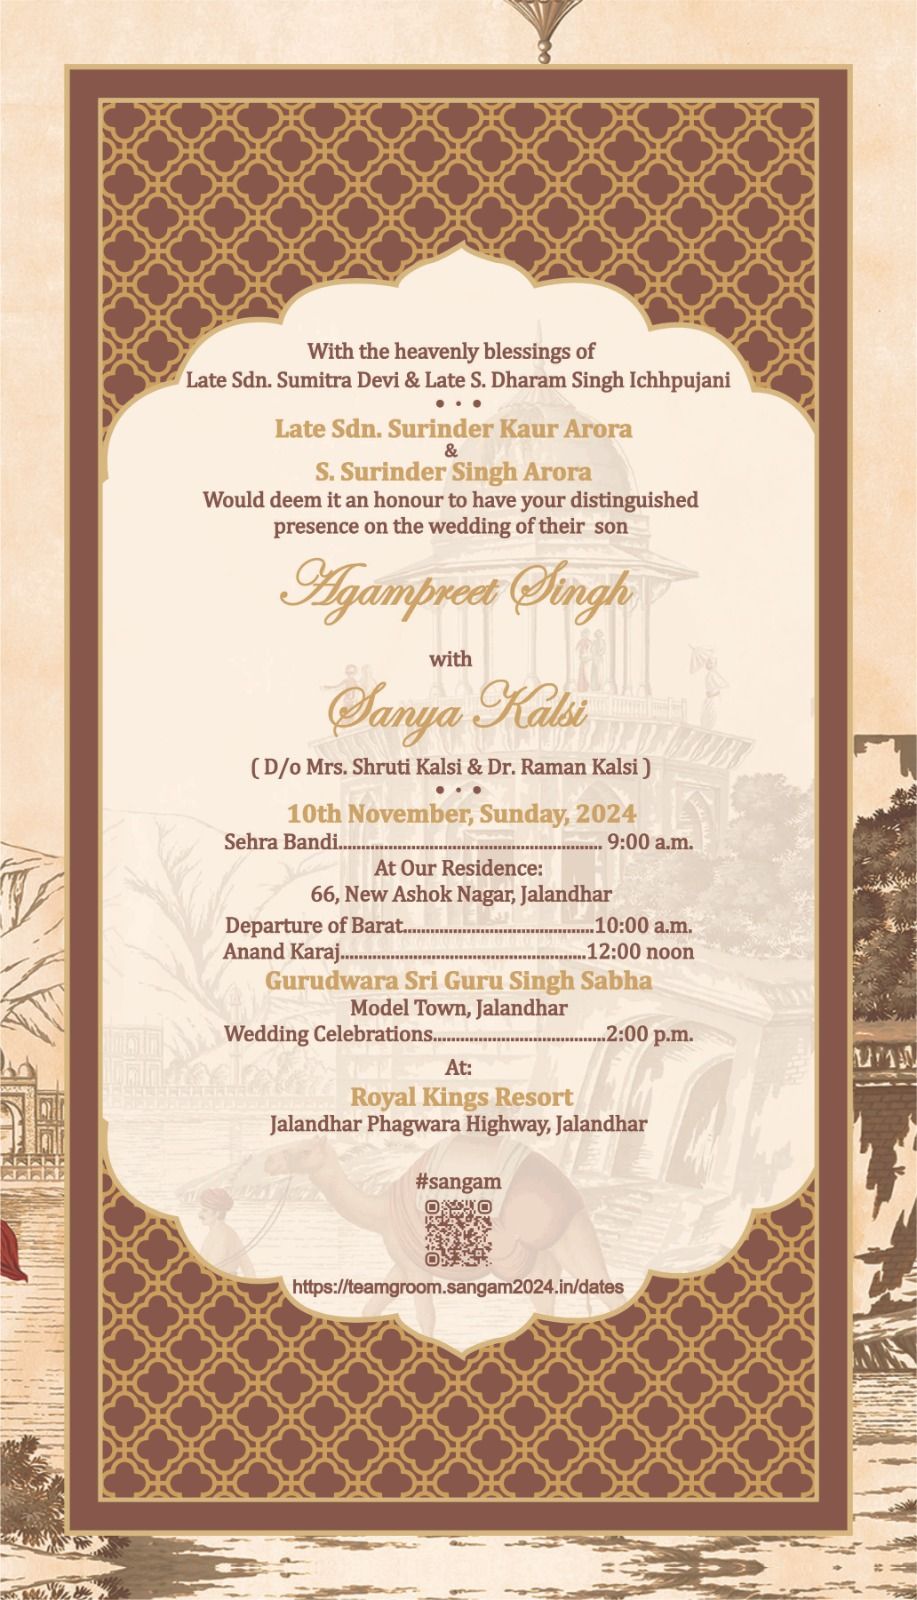 With the heavenly blessings of
Late Sdn. Sumitra Devi & Late S. Dharam Singh Ichhpujani
Late Sdn. Surinder Kaur Arora
&
S. Surinder Singh Arora
Would deem it an honour to have your distinguished
presence on the wedding of their son
Agampreet Singh
with
Sanya Kalsi
( D/o Mrs. Shruti Kalsi & Dr. Raman Kalsi )
10th November, Sunday, 2024
Sehra Bandi.......................................................... 9:00 a.m.
At Our Residence:
66, New Ashok Nagar, Jalandhar
Departure of Barat..........................................10:00 a.m.
Anand Karaj......................................................12:00 noon
Gurudwara Sri Guru Singh Sabha
Model Town, Jalandhar
Wedding Celebrations......................................2:00 p.m.
At:
Royal Kings Resort
Jalandhar Phagwara Highway, Jalandhar
#sangam
https://teamgroom.sangam2024.in/dates